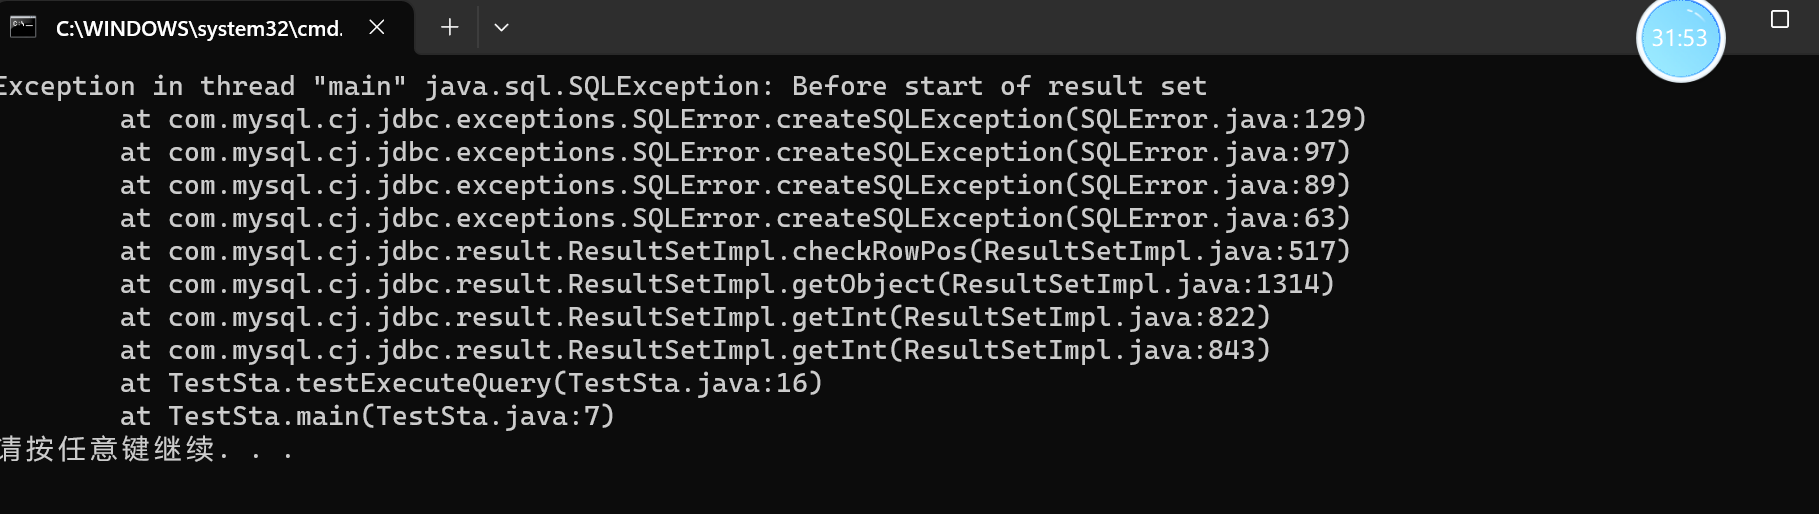 C:\WINDOWS\system32\cmd.
31:53
Exception in thread "main" java.sql.SQLException: Before start of result set
at com.mysql.cj.jdbc.exceptions.SQLError.createSQLException(SQLError.java:129)
at com.mysql.cj.jdbc.exceptions.SQLError.createSQLException(SQLError.java:97)
at com.mysql.cj.jdbc.exceptions.SQLError.createSQLException(SQLError.java:89)
at com.mysql.cj.jdbc.exceptions.SQLError.createSQLException(SQLError.java:63)
at com.mysql.cj.jdbc.result.ResultSetImpl.checkRowPos(ResultSetImpl.java:517)
at com.mysql.cj.jdbc.result.ResultSetImpl.getObject(ResultSetImpl.java:1314)
at com.mysql.cj.jdbc.result.ResultSetImpl.getInt(ResultSetImpl.java:822)
at com.mysql.cj.jdbc.result.ResultSetImpl.getInt(ResultSetImpl.java:843)
at TestSta.testExecuteQuery(TestSta.java:16)
at TestSta.main(TestSta.java:7)
请按任意键继续. . .